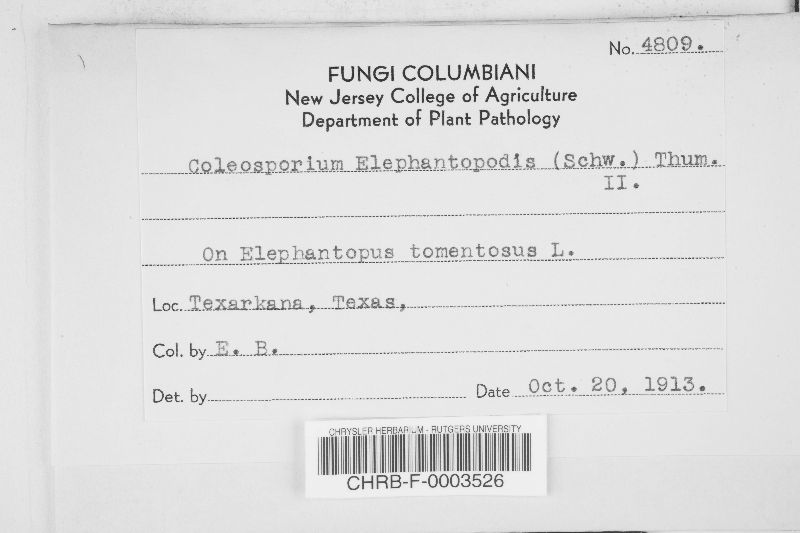 No. 4809.
FUNGI COLUMBIANI
New Jersey College of Agriculture
Department of Plant Pathology
Coleosporium Elephantopodis (Schw.) Thum.
II.
On Elephantopus tomentosus L.
Loc. Texarkana, Texas,
Col. by E. B.
Det. by
Date Oct. 20, 1913.
CHRYSLER HERBARIUM - RUTGERS UNIVERSITY
CHRB-F-0003526